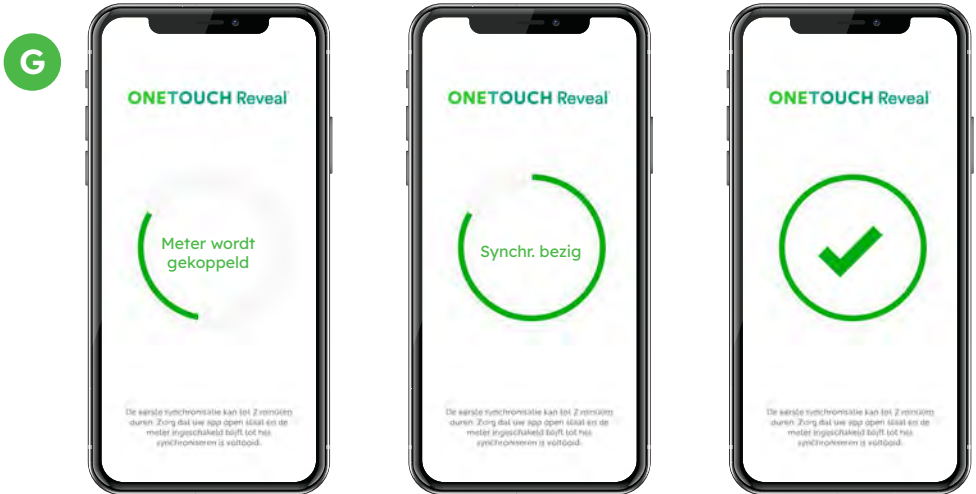 G
ONETOUCH Reveal
Meter wordt
gekoppeld
De eerste synchronisatie kan tot 2 minuten
duren. Zorg dat uw app open staat en de
meter ingeschakeld blijft tot het
synchroniseren is voltooid.
ONETOUCH Reveal
Synchr. bezig
De eerste synchronisatie kan tot 2 minuten
duren. Zorg dat uw app open staat en de
meter ingeschakeld blijft tot het
synchroniseren is voltooid.
ONETOUCH Reveal
De eerste synchronisatie kan tot 2 minuten
duren. Zorg dat uw app open staat en de
meter ingeschakeld blijft tot het
synchroniseren is voltooid.